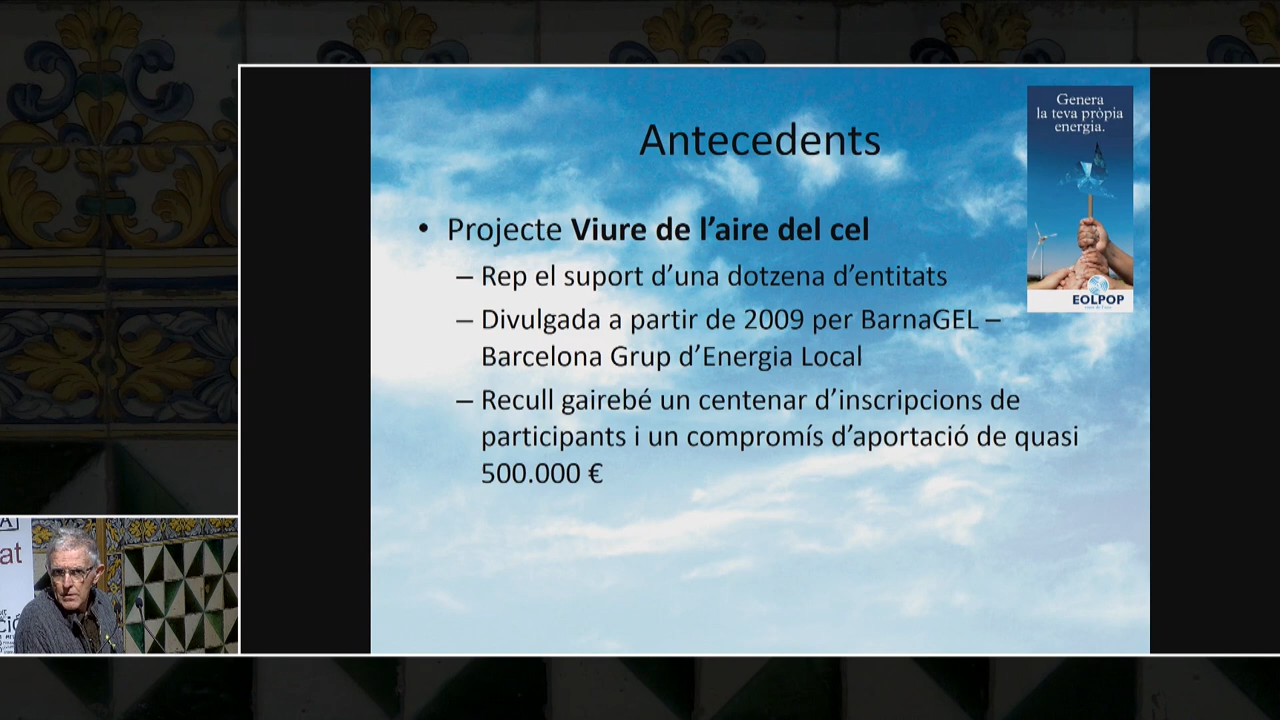 Antecedents
Genera
la teva pròpia
energia.
EOLPOP
• Projecte Viure de l’aire del cel
– Rep el suport d’una dotzena d’entitats
– Divulgada a partir de 2009 per BarnaGEL –
Barcelona Grup d’Energia Local
– Recull gairebé un centenar d’inscripcions de
participants i un compromís d’aportació de quasi
500.000 €
A
at